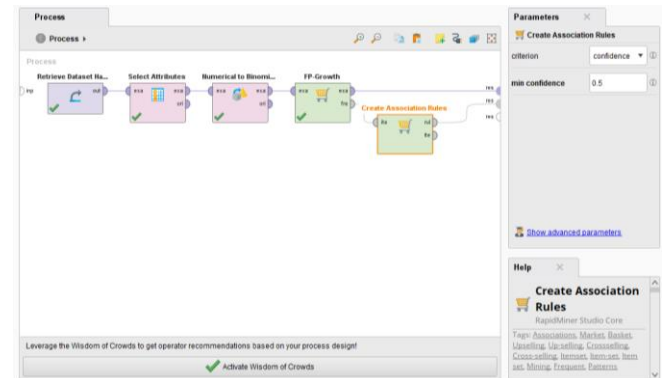 Process
Process
Process
Retrieve Dataset Ha...
Select Attributes
Numerical to Binomi...
FP-Growth
Create Association Rules
inp
out
exa
exa
ori
exa
exa
ori
exa
exa
fre
ite
rul
ite
res
res
res
Leverage the Wisdom of Crowds to get operator recommendations based on your process design!
Activate Wisdom of Crowds
Parameters
Create Association Rules
criterion
confidence
min confidence
0.5
Show advanced parameters
Help
Create Association
Rules
RapidMiner Studio Core
Tags: Associations, Market, Basket,
Upselling, Up-selling, Crossselling,
Cross-selling, Itemset, Item-set, Item
set, Mining, Frequent, Patterns